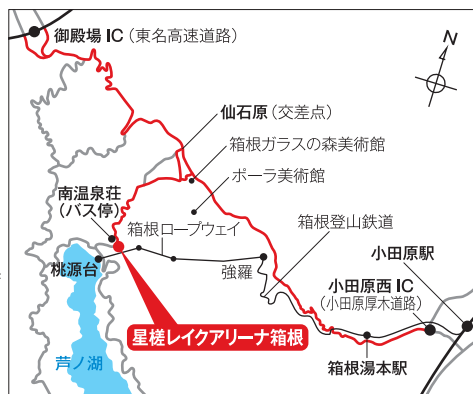 御殿場 IC（東名高速道路）
N
仙石原（交差点）
箱根ガラスの森美術館
ポーラ美術館
南温泉荘
（バス停）
箱根ロープウェイ
箱根登山鉄道
小田原駅
桃源台
強羅
小田原西 IC
（小田原厚木道路）
星槎レイクアリーナ箱根
箱根湯本駅
芦ノ湖